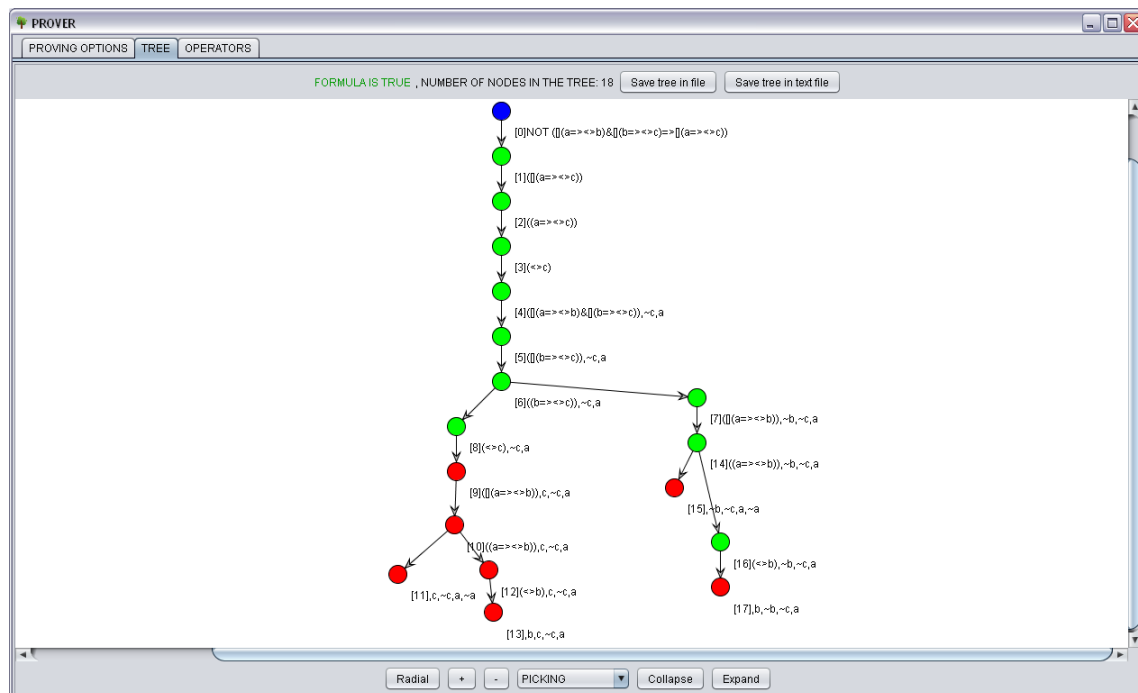 PROVER
PROVING OPTIONS TREE OPERATORS
FORMULA IS TRUE , NUMBER OF NODES IN THE TREE: 18 Save tree in file Save tree in text file
[0]NOT ([](a=><>b)&[](b=><>c)=>[](a=><>c))
[1]([](a=><>c))
[2]((a=><>c))
[3](<>c)
[4]([](a=><>b)&[](b=><>c)),~c,a
[5]([](b=><>c)),~c,a
[6]((b=><>c)),~c,a
[7]([](a=><>b)),~b,~c,a
[8](<>c),~c,a
[14]((a=><>b)),~b,~c,a
[9]([](a=><>b)),c,~c,a
[15],~b,~c,a,~a
[10]((a=><>b)),c,~c,a
[16](<>b),~b,~c,a
[11],c,~c,a,~a
[12](<>b),c,~c,a
[17],b,~b,~c,a
[13],b,c,~c,a
Radial + - PICKING Collapse Expand